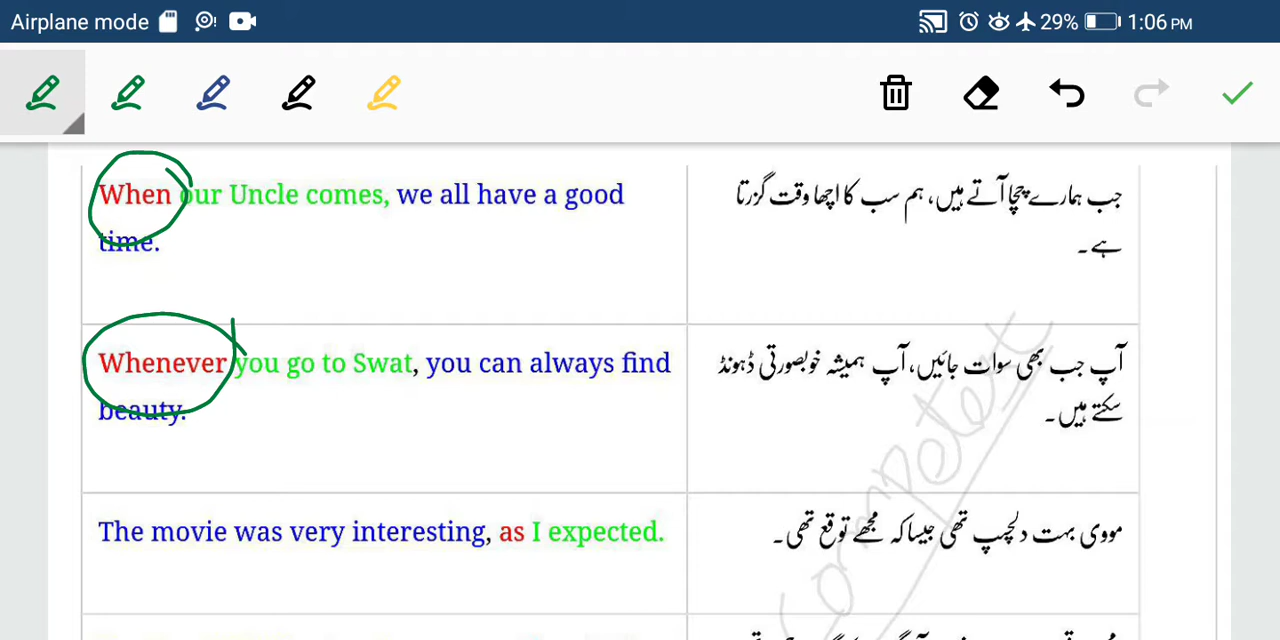 Airplane mode 29% 1:06 PM
When our Uncle comes, we all have a good
time.
جب ہمارے چچا آتے ہیں، ہم سب کا اچھا وقت گزرتا
ہے۔
Whenever you go to Swat, you can always find
beauty.
آپ جب بھی سوات جائیں، آپ ہمیشہ خوبصورتی ڈہونڈ
سکتے ہیں۔
The movie was very interesting, as I expected.
مووی بہت دلچسپ تھی جیسا کہ مجھے توقع تھی۔
Competent